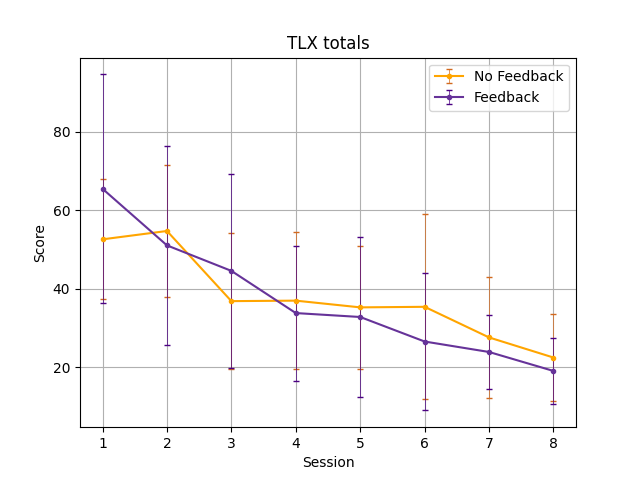 TLX totals
No Feedback
Feedback
80
60
40
20
Score
1 2 3 4 5 6 7 8
Session